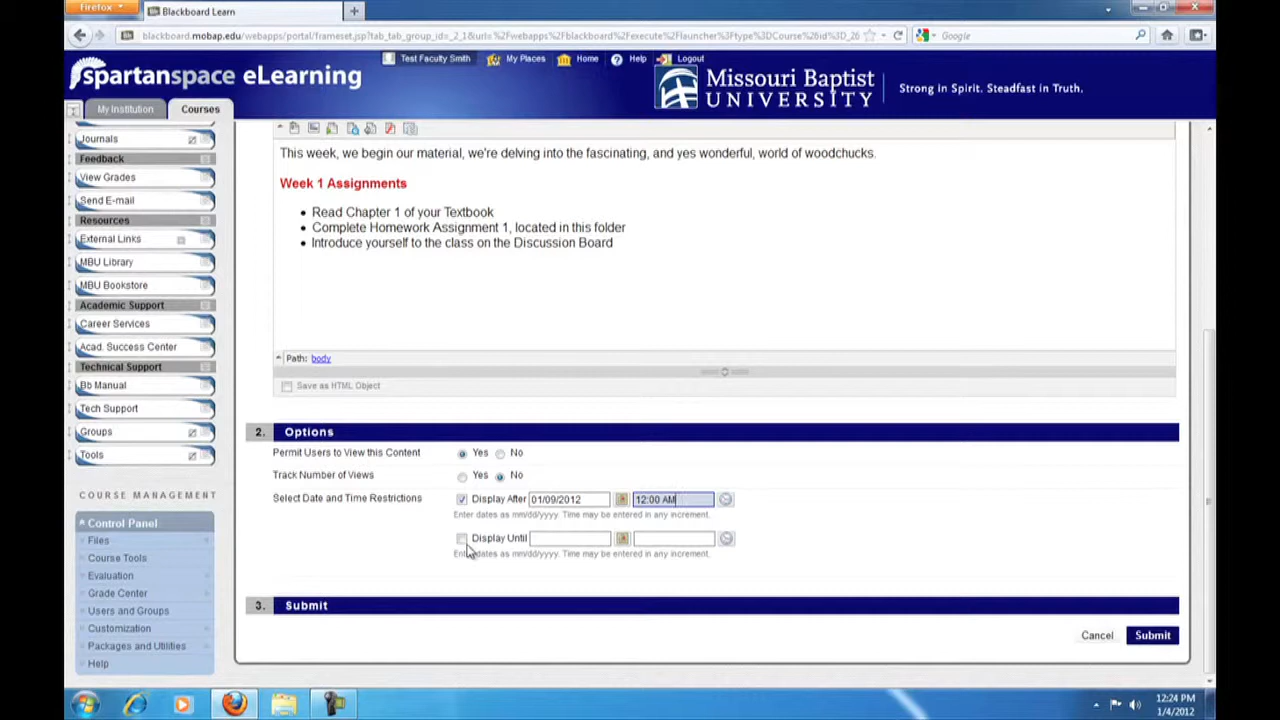 Firefox
Blackboard Learn
blackboard.mobap.edu/webapps/portal/frameset.jsp?tab_tab_group_id=_2_1&url=%2Fwebapps%2Fblackboard%2Fexecute%2Flauncher%3Ftype%3DCourse%26id%3D_26
Google
Test Faculty Smith
My Places
Home
Help
Logout
spartanspace eLearning
Missouri Baptist
UNIVERSITY
Strong in Spirit. Steadfast in Truth.
My Institution
Courses
Journals
Feedback
View Grades
Send E-mail
Resources
External Links
MBU Library
MBU Bookstore
Academic Support
Career Services
Acad. Success Center
Technical Support
Bb Manual
Tech Support
Groups
Tools
COURSE MANAGEMENT
Control Panel
Files
Course Tools
Evaluation
Grade Center
Users and Groups
Customization
Packages and Utilities
Help
This week, we begin our material, we're delving into the fascinating, and yes wonderful, world of woodchucks.
Week 1 Assignments
• Read Chapter 1 of your Textbook
• Complete Homework Assignment 1, located in this folder
• Introduce yourself to the class on the Discussion Board
Path: body
Save as HTML Object
2. Options
Permit Users to View this Content Yes No
Track Number of Views Yes No
Select Date and Time Restrictions Display After 01/09/2012 12:00 AM
Enter dates as mm/dd/yyyy. Time may be entered in any increment.
Display Until
Enter dates as mm/dd/yyyy. Time may be entered in any increment.
3. Submit
Cancel Submit
12:24 PM
1/4/2012